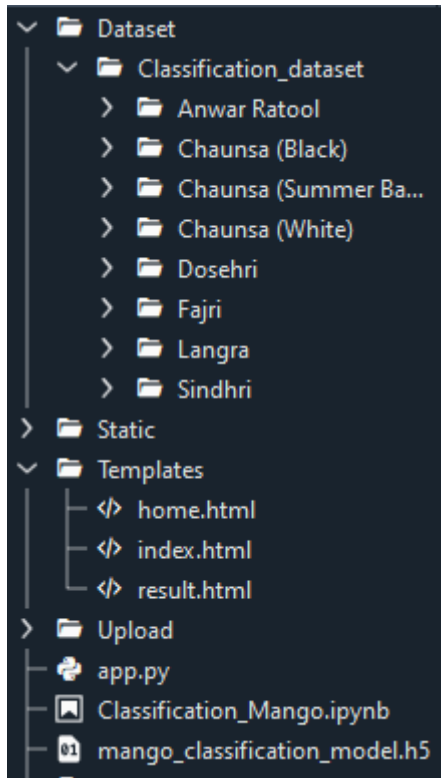 Dataset
Classification_dataset
Anwar Ratool
Chaunsa (Black)
Chaunsa (Summer Ba...
Chaunsa (White)
Dosehri
Fajri
Langra
Sindhri
Static
Templates
home.html
index.html
result.html
Upload
app.py
Classification_Mango.ipynb
mango_classification_model.h5